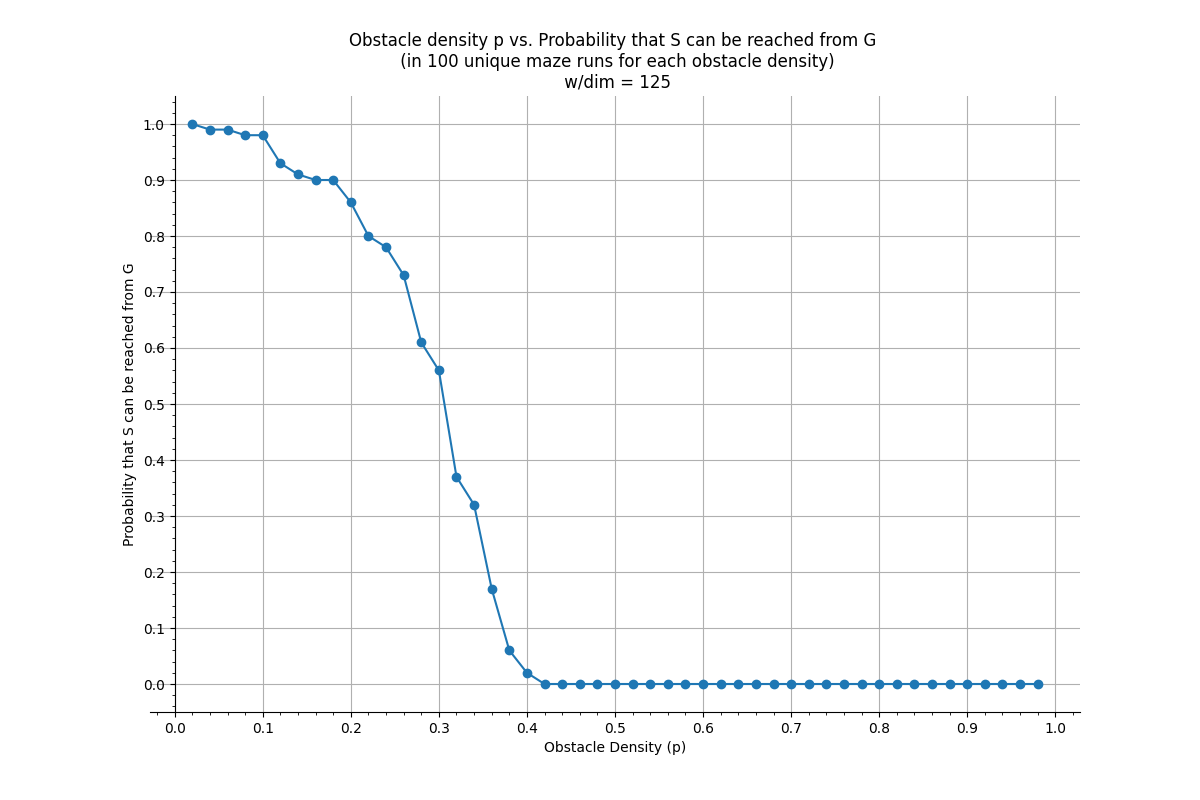 Obstacle density p vs. Probability that S can be reached from G
(in 100 unique maze runs for each obstacle density)
w/dim = 125
Probability that S can be reached from G
1.0
0.9
0.8
0.7
0.6
0.5
0.4
0.3
0.2
0.1
0.0
0.0 0.1 0.2 0.3 0.4 0.5 0.6 0.7 0.8 0.9 1.0
Obstacle Density (p)